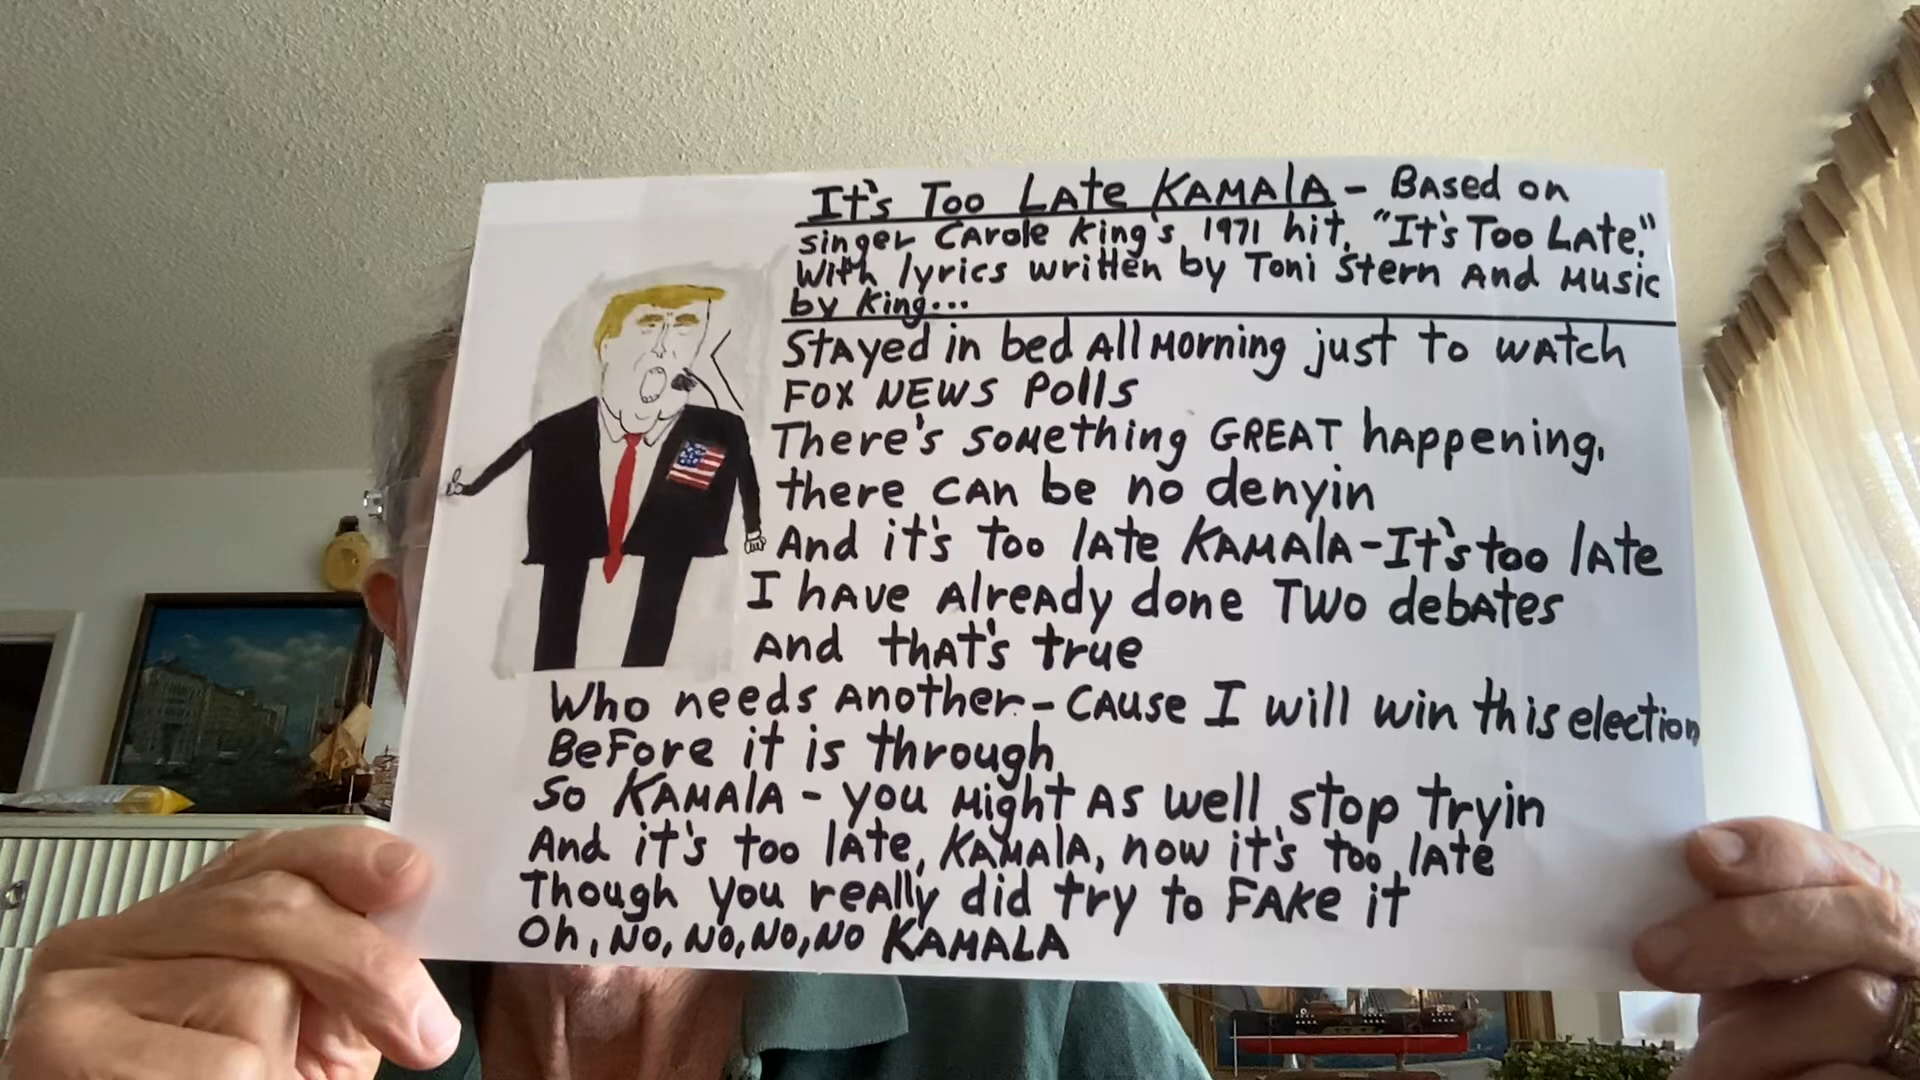 It's Too Late KAMALA - BASed on
singer Carole King's 1971 hit, "It's Too Late."
With lyrics written by Toni Stern And Music
by King...
Stayed in bed All Morning just to watch
FOX NEWS Polls
There's something GREAT happening,
there can be no denyin
And it's too late KAMALA - It's too late
I have Already done TWO debates
And that's true
Who needs Another - CAUSE I will win this election
Before it is through
So KAMALA - you might AS well stop tryin
And it's too late, KAMALA, now it's too late
Though you really did try to FAKE it
Oh, NO, NO, NO, NO KAMALA